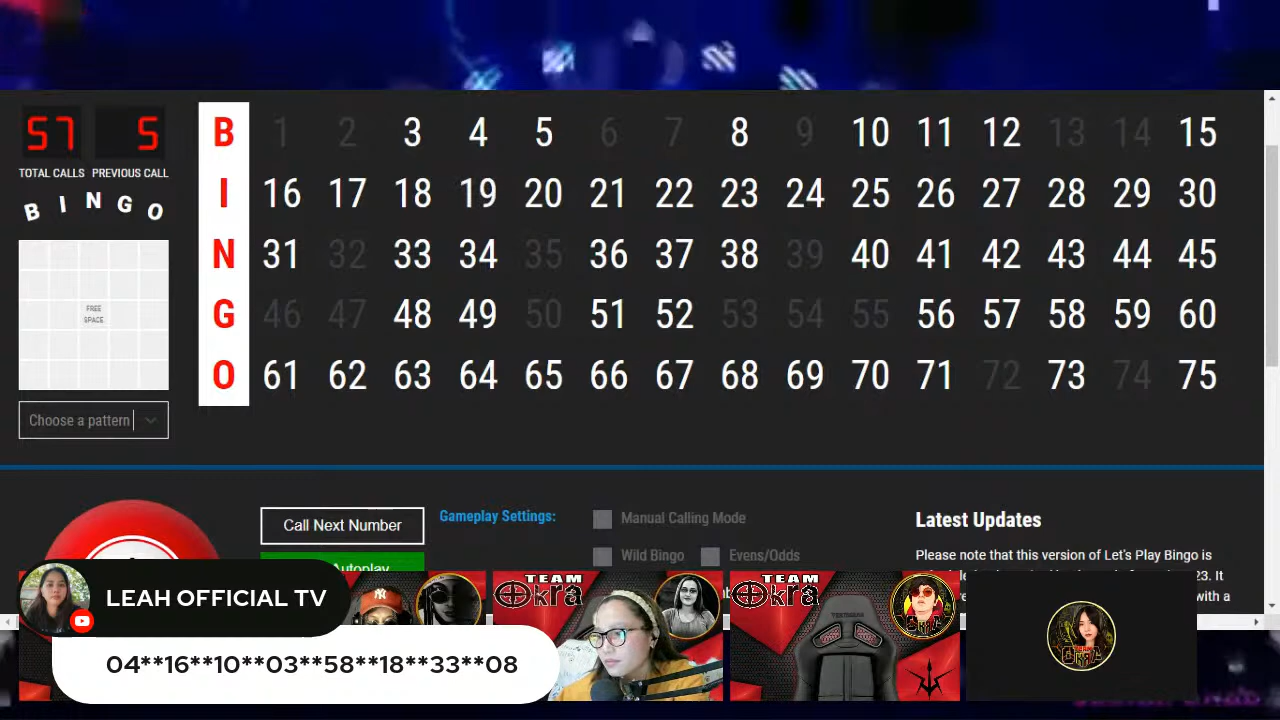 57 5
TOTAL CALLS PREVIOUS CALL
B I N G O
FREE
SPACE
Choose a pattern
B 1 2 3 4 5 6 7 8 9 10 11 12 13 14 15
I 16 17 18 19 20 21 22 23 24 25 26 27 28 29 30
N 31 32 33 34 35 36 37 38 39 40 41 42 43 44 45
G 46 47 48 49 50 51 52 53 54 55 56 57 58 59 60
O 61 62 63 64 65 66 67 68 69 70 71 72 73 74 75
Call Next Number
Autoplay
Gameplay Settings:
Manual Calling Mode
Wild Bingo Evens/Odds
Latest Updates
Please note that this version of Let's Play Bingo is
23. It
with a
LEAH OFFICIAL TV
04**16**10**03**58**18**33**08
TEAM
Okra
TEAM
Okra